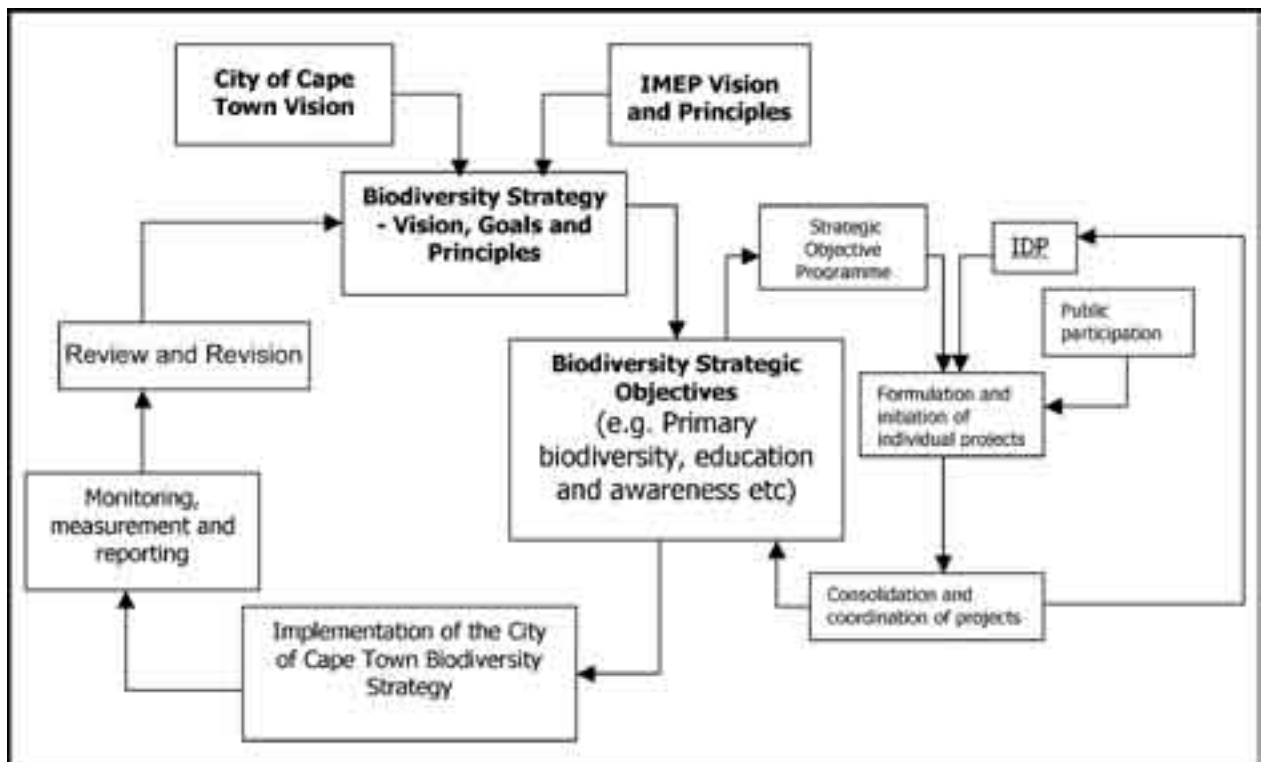 City of Cape
Town Vision
IMEP Vision
and Principles
Biodiversity Strategy
- Vision, Goals and
Principles
Strategic
Objective
Programme
IDP
Public
participation
Review and Revision
Biodiversity Strategic
Objectives
(e.g. Primary
biodiversity, education
and awareness etc)
Formulation and
initiation of
individual projects
Monitoring,
measurement and
reporting
Consolidation and
coordination of projects
Implementation of the City
of Cape Town Biodiversity
Strategy